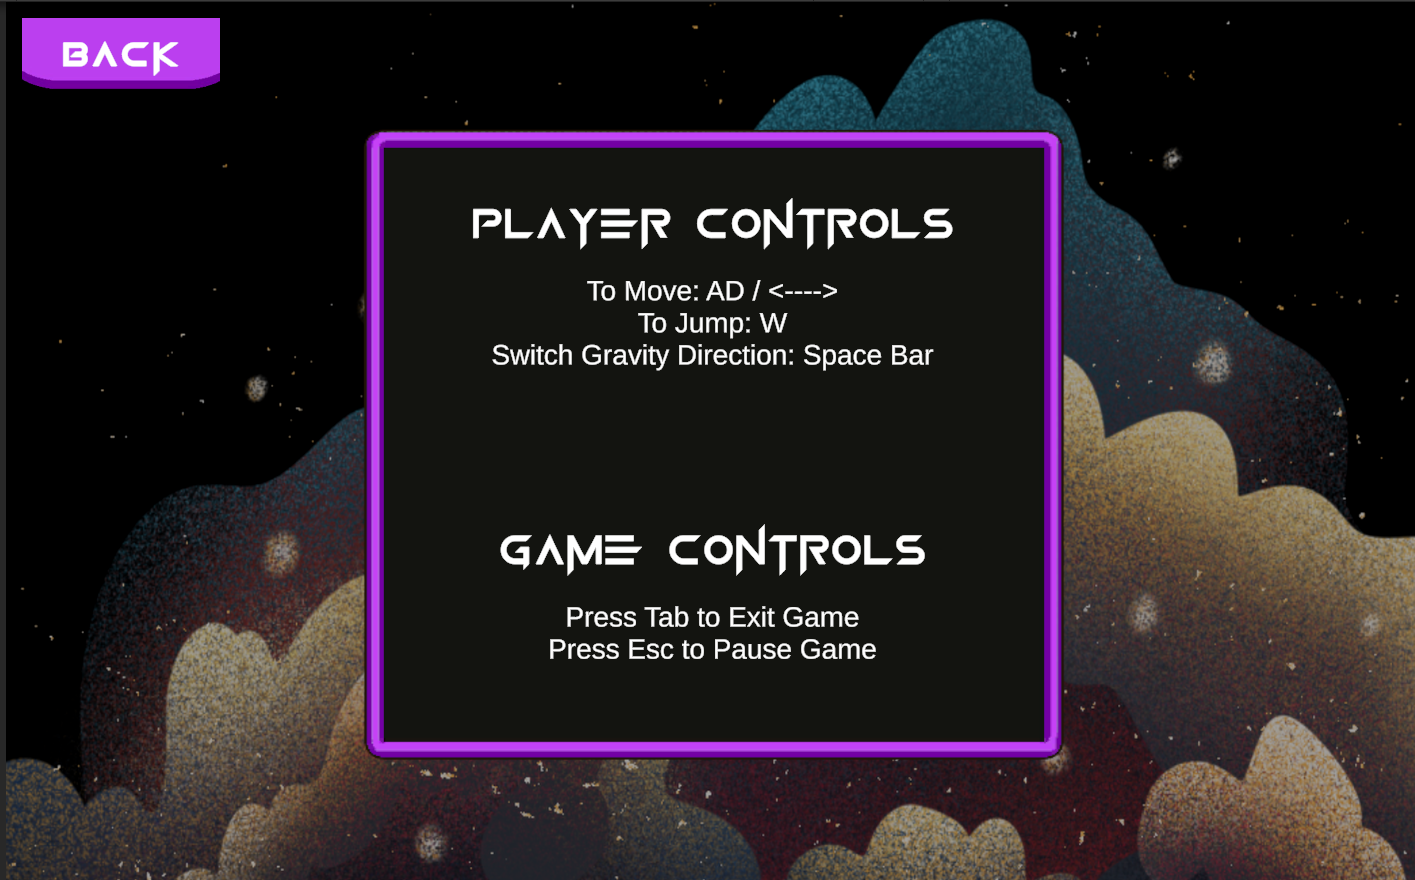 BACK
PLAYER CONTROLS
To Move: AD / <---->
To Jump: W
Switch Gravity Direction: Space Bar
GAME CONTROLS
Press Tab to Exit Game
Press Esc to Pause Game